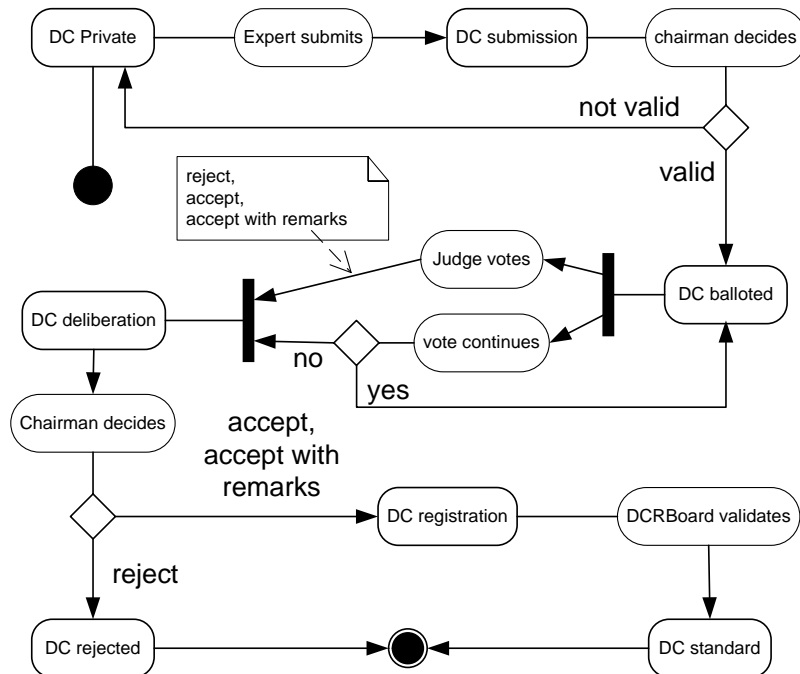 DC Private
Expert submits
DC submission
chairman decides
not valid
valid
reject,
accept,
accept with remarks
Judge votes
DC balloted
DC deliberation
vote continues
no
yes
Chairman decides
accept,
accept with
remarks
DC registration
DCRBoard validates
reject
DC rejected
DC standard